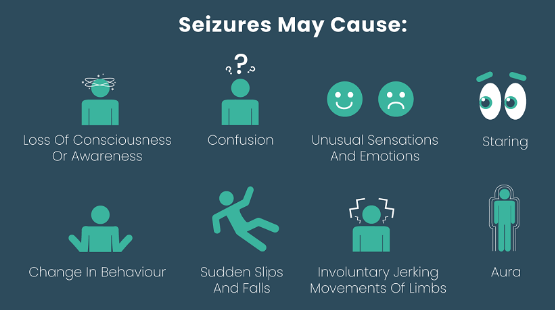 Seizures May Cause:
? ? ?
Loss Of Consciousness
Or Awareness
Confusion
Unusual Sensations
And Emotions
Staring
Change In Behaviour
Sudden Slips
And Falls
Involuntary Jerking
Movements Of Limbs
Aura